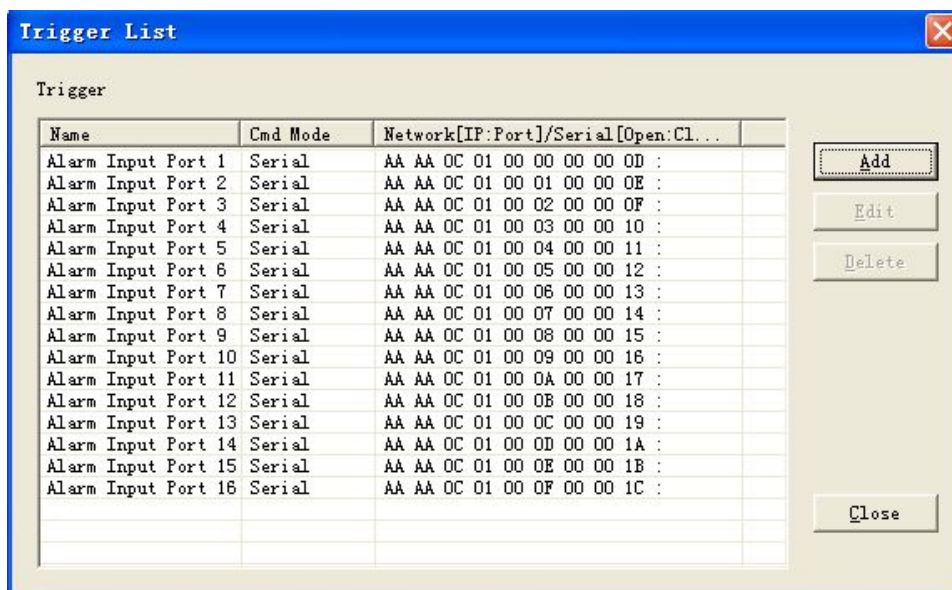 Trigger List
Trigger
Name Cmd Mode Network[IP:Port]/Serial[Open:Cl...
Alarm Input Port 1 Serial AA AA 0C 01 00 00 00 00 0D :
Alarm Input Port 2 Serial AA AA 0C 01 00 01 00 00 0E :
Alarm Input Port 3 Serial AA AA 0C 01 00 02 00 00 0F :
Alarm Input Port 4 Serial AA AA 0C 01 00 03 00 00 10 :
Alarm Input Port 5 Serial AA AA 0C 01 00 04 00 00 11 :
Alarm Input Port 6 Serial AA AA 0C 01 00 05 00 00 12 :
Alarm Input Port 7 Serial AA AA 0C 01 00 06 00 00 13 :
Alarm Input Port 8 Serial AA AA 0C 01 00 07 00 00 14 :
Alarm Input Port 9 Serial AA AA 0C 01 00 08 00 00 15 :
Alarm Input Port 10 Serial AA AA 0C 01 00 09 00 00 16 :
Alarm Input Port 11 Serial AA AA 0C 01 00 0A 00 00 17 :
Alarm Input Port 12 Serial AA AA 0C 01 00 0B 00 00 18 :
Alarm Input Port 13 Serial AA AA 0C 01 00 0C 00 00 19 :
Alarm Input Port 14 Serial AA AA 0C 01 00 0D 00 00 1A :
Alarm Input Port 15 Serial AA AA 0C 01 00 0E 00 00 1B :
Alarm Input Port 16 Serial AA AA 0C 01 00 0F 00 00 1C :
Add
Edit
Delete
Close